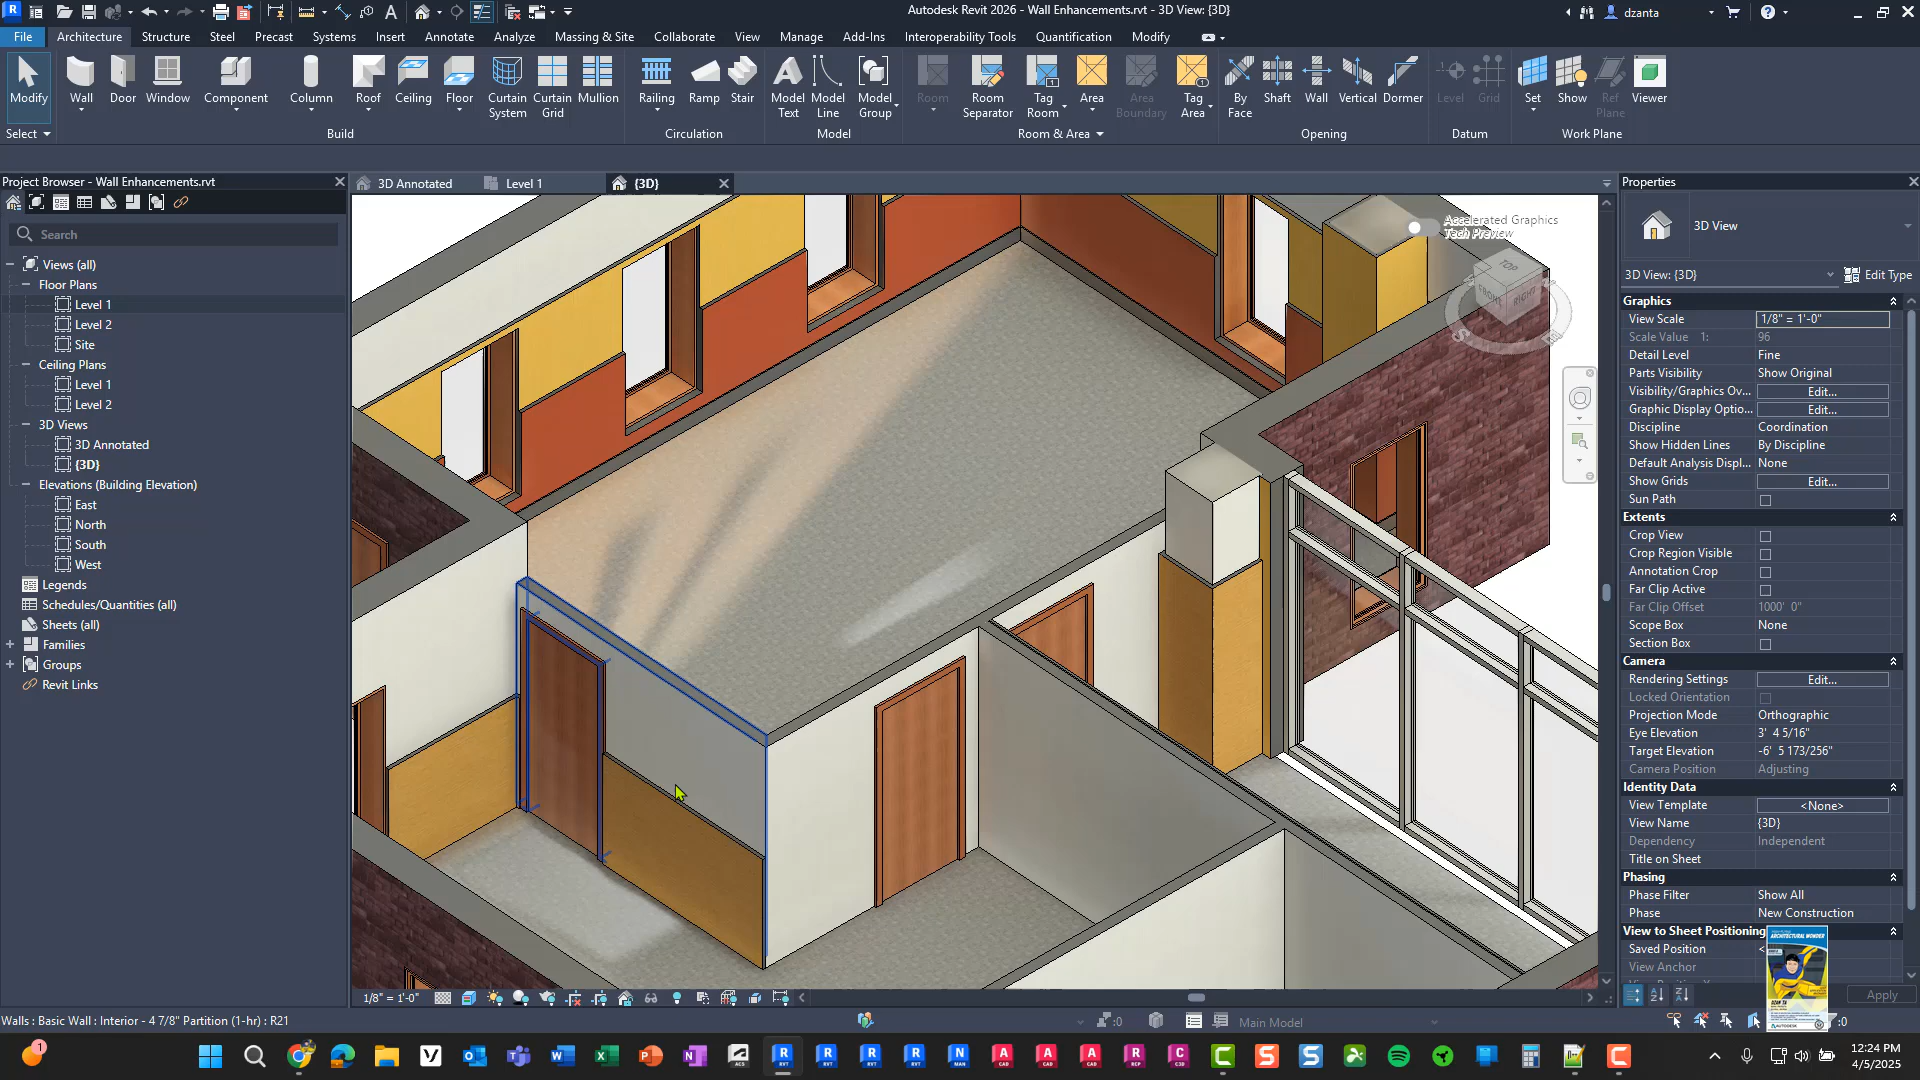 Autodesk Revit 2026 - Wall Enhancements.rvt - 3D View: {3D}
dzanta
File
Architecture
Structure
Steel
Precast
Systems
Insert
Annotate
Analyze
Massing & Site
Collaborate
View
Manage
Add-Ins
Interoperability Tools
Quantification
Modify
Modify
Wall
Door
Window
Component
Column
Roof
Ceiling
Floor
Curtain System
Curtain Grid
Mullion
Railing
Ramp
Stair
Model Text
Model Line
Model Group
Room
Room Separator
Tag Room
Area
Area Boundary
Tag Area
By Face
Shaft
Wall
Vertical
Dormer
Level
Grid
Set
Show
Ref Plane
Viewer
Select
Build
Circulation
Model
Room & Area
Opening
Datum
Work Plane
Project Browser - Wall Enhancements.rvt
Search
Views (all)
Floor Plans
Level 1
Level 2
Site
Ceiling Plans
Level 1
Level 2
3D Views
3D Annotated
{3D}
Elevations (Building Elevation)
East
North
South
West
Legends
Schedules/Quantities (all)
Sheets (all)
Families
Groups
Revit Links
3D Annotated
Level 1
{3D}
Accelerated Graphics
Tech Preview
TOP
FRONT
RIGHT
S
Properties
3D View
3D View: {3D}
Edit Type
Graphics
View Scale 1/8" = 1'-0"
Scale Value 1: 96
Detail Level Fine
Parts Visibility Show Original
Visibility/Graphics Ov... Edit...
Graphic Display Optio... Edit...
Discipline Coordination
Show Hidden Lines By Discipline
Default Analysis Displ... None
Show Grids Edit...
Sun Path
Extents
Crop View
Crop Region Visible
Annotation Crop
Far Clip Active
Far Clip Offset 1000' 0"
Scope Box None
Section Box
Camera
Rendering Settings Edit...
Locked Orientation
Projection Mode Orthographic
Eye Elevation 3' 4 5/16"
Target Elevation -6' 5 173/256"
Camera Position Adjusting
Identity Data
View Template <None>
View Name {3D}
Dependency Independent
Title on Sheet
Phasing
Phase Filter Show All
Phase New Construction
View to Sheet Positioning
Saved Position <
View Anchor
Apply
ARCHITECTURAL WONDER
AUTODESK
1/8" = 1'-0"
Walls : Basic Wall : Interior - 4 7/8" Partition (1-hr) : R21
:0
Main Model
:0
12:24 PM
4/5/2025